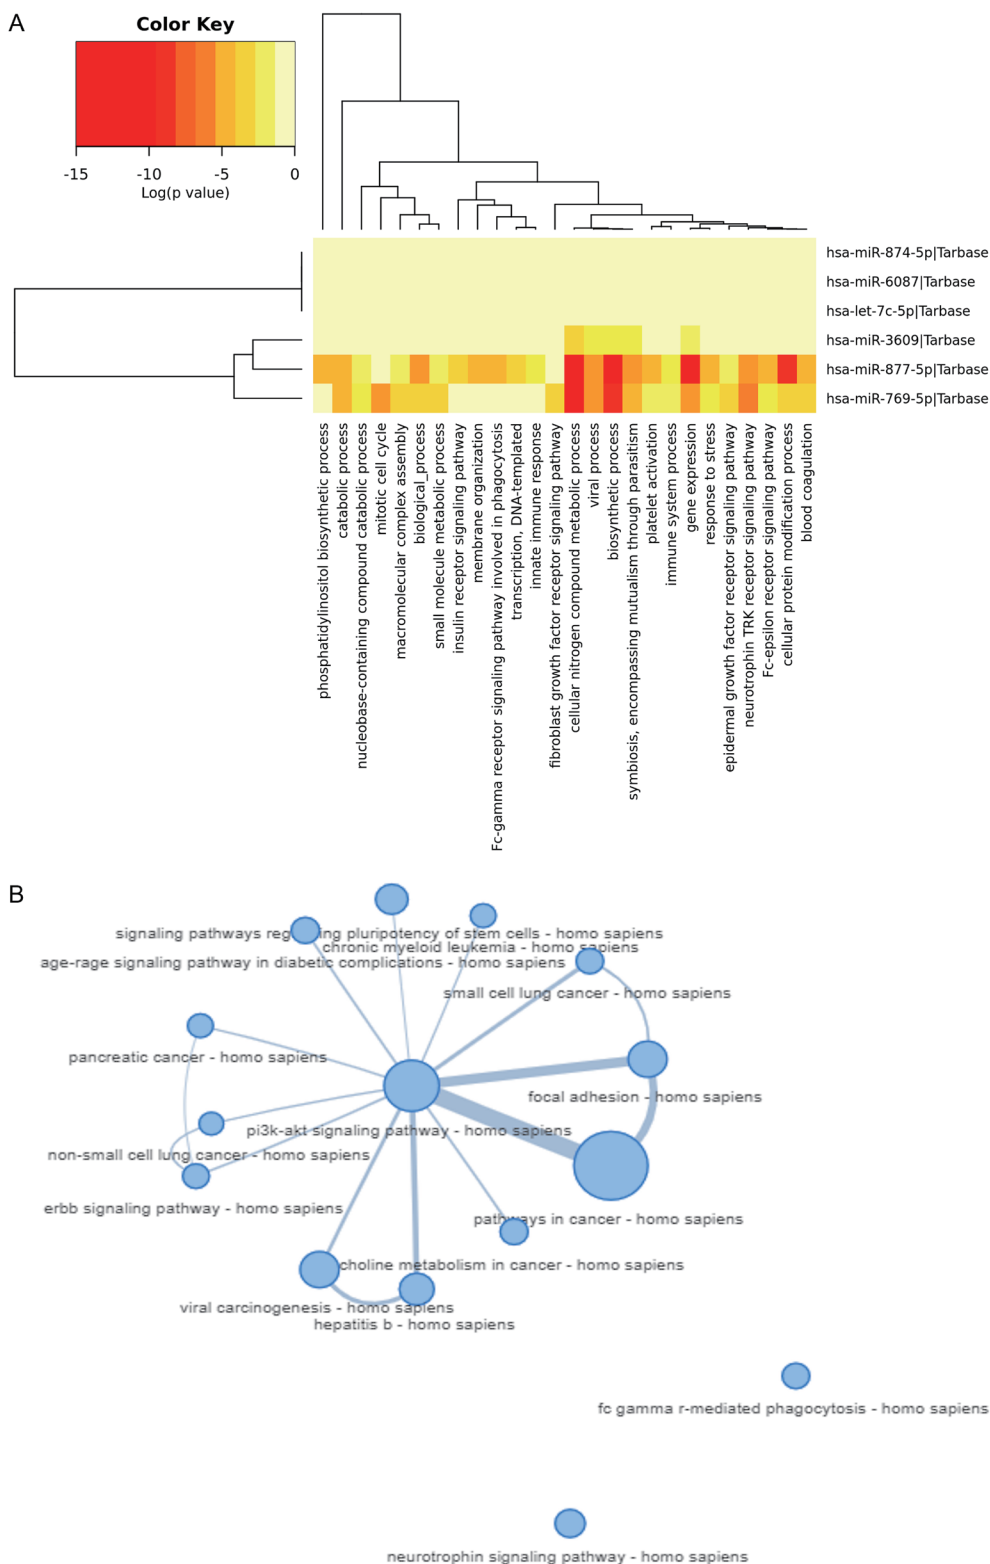 A
Color Key
-15 -10 -5 0
Log(p value)
hsa-miR-874-5p|Tarbase
hsa-miR-6087|Tarbase
hsa-let-7c-5p|Tarbase
hsa-miR-3609|Tarbase
hsa-miR-877-5p|Tarbase
hsa-miR-769-5p|Tarbase
phosphatidylinositol biosynthetic process
catabolic process
nucleobase-containing compound catabolic process
mitotic cell cycle
macromolecular complex assembly
biological_process
small molecule metabolic process
insulin receptor signaling pathway
membrane organization
Fc-gamma receptor signaling pathway involved in phagocytosis
transcription, DNA-templated
innate immune response
fibroblast growth factor receptor signaling pathway
cellular nitrogen compound metabolic process
viral process
biosynthetic process
symbiosis, encompassing mutualism through parasitism
platelet activation
immune system process
gene expression
response to stress
epidermal growth factor receptor signaling pathway
neurotrophin TRK receptor signaling pathway
Fc-epsilon receptor signaling pathway
cellular protein modification process
blood coagulation
B
signaling pathways pluripotency of stem cells - homo sapiens
chronic myeloid leukemia - homo sapiens
age-rage signaling pathway in diabetic complications - homo sapiens
small cell lung cancer - homo sapiens
pancreatic cancer - homo sapiens
focal adhesion - homo sapiens
pi3k-akt signaling pathway - homo sapiens
non-small cell lung cancer - homo sapiens
erbb signaling pathway - homo sapiens
pathways in cancer - homo sapiens
choline metabolism in cancer - homo sapiens
viral carcinogenesis - homo sapiens
hepatitis b - homo sapiens
fc gamma r-mediated phagocytosis - homo sapiens
neurotrophin signaling pathway - homo sapiens